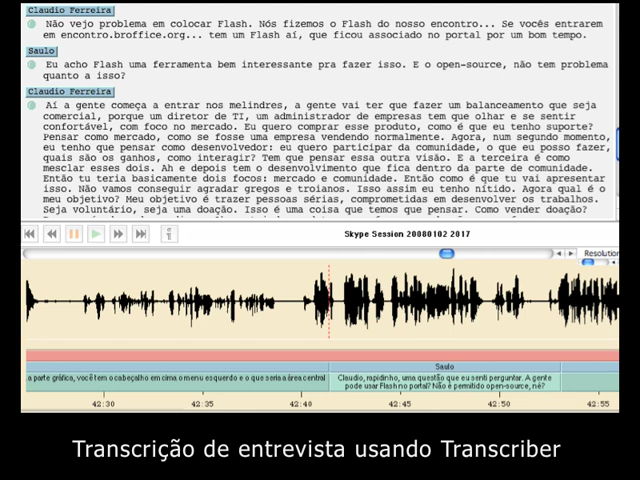 Claudio Ferreira
Não vejo problema em colocar Flash. Nós fizemos o Flash do nosso encontro... Se vocês entrarem
em encontro.broffice.org... tem um Flash aí, que ficou associado no portal por um bom tempo.
Saulo
Eu acho Flash uma ferramenta bem interessante pra fazer isso. E o open-source, não tem problema
quanto a isso?
Claudio Ferreira
Aí a gente começa a entrar nos melindres, a gente vai ter que fazer um balanceamento que seja
comercial, porque um diretor de TI, um administrador de empresas tem que olhar e se sentir
confortável, com foco no mercado. Eu quero comprar esse produto, como é que eu tenho suporte?
Pensar como mercado, como se fosse uma empresa vendendo normalmente. Agora, num segundo momento,
eu tenho que pensar como desenvolvedor: eu quero participar da comunidade, o que eu posso fazer,
quais são os ganhos, como interagir? Tem que pensar essa outra visão. E a terceira é como
mesclar esses dois. Ah e depois tem o desenvolvimento que fica dentro da parte de comunidade.
Então tu teria basicamente dois focos: mercado e comunidade. Então como é que tu vai apresentar
isso. Não vamos conseguir agradar gregos e troianos. Isso assim eu tenho nítido. Agora qual é o
meu objetivo? Meu objetivo é trazer pessoas sérias, comprometidas em desenvolver os trabalhos.
Seja voluntário, seja uma doação. Isso é uma coisa que temos que pensar. Como vender doação?
Skype Session 20080102 2017
Resolution
Saulo
a parte gráfica, você tem o cabeçalho em cima o menu esquerdo e o que seria a área central
Claudio, rapidinho, uma questão que eu senti perguntar. A gente
pode usar Flash no portal? Não é permitido open-source, né?
42:30 42:35 42:40 42:45 42:50 42:55
Transcrição de entrevista usando Transcriber